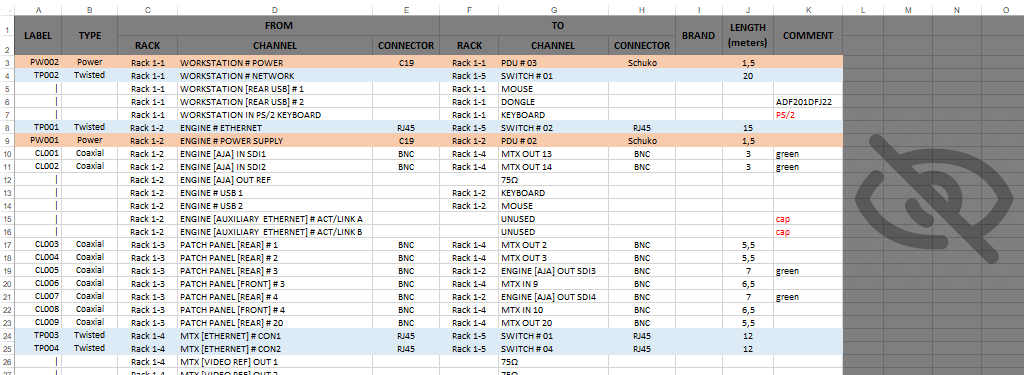 A B C D E F G H I J K L M N O
1 LABEL TYPE FROM TO BRAND LENGTH (meters) COMMENT
2 RACK CHANNEL CONNECTOR RACK CHANNEL CONNECTOR
3 PW002 Power Rack 1-1 WORKSTATION # POWER C19 Rack 1-1 PDU # 03 Schuko 1,5
4 TP002 Twisted Rack 1-1 WORKSTATION # NETWORK Rack 1-5 SWITCH # 01 20
5 | Rack 1-1 WORKSTATION [REAR USB] # 1 Rack 1-1 MOUSE
6 | Rack 1-1 WORKSTATION [REAR USB] # 2 Rack 1-1 DONGLE ADF201DFJ22
7 | Rack 1-1 WORKSTATION IN PS/2 KEYBOARD Rack 1-1 KEYBOARD PS/2
8 TP001 Twisted Rack 1-2 ENGINE # ETHERNET RJ45 Rack 1-5 SWITCH # 02 RJ45 15
9 PW001 Power Rack 1-2 ENGINE # POWER SUPPLY C19 Rack 1-2 PDU # 02 Schuko 1,5
10 CL001 Coaxial Rack 1-2 ENGINE [AJA] IN SDI1 BNC Rack 1-4 MTX OUT 13 BNC 3 green
11 CL002 Coaxial Rack 1-2 ENGINE [AJA] IN SDI2 BNC Rack 1-4 MTX OUT 14 BNC 3 green
12 | Rack 1-2 ENGINE [AJA] OUT REF 75Ω
13 | Rack 1-2 ENGINE # USB 1 Rack 1-2 KEYBOARD
14 | Rack 1-2 ENGINE # USB 2 Rack 1-2 MOUSE
15 | Rack 1-2 ENGINE [AUXILIARY ETHERNET] # ACT/LINK A UNUSED cap
16 | Rack 1-2 ENGINE [AUXILIARY ETHERNET] # ACT/LINK B UNUSED cap
17 CL003 Coaxial Rack 1-3 PATCH PANEL [REAR] # 1 BNC Rack 1-4 MTX OUT 2 BNC 5,5
18 CL004 Coaxial Rack 1-3 PATCH PANEL [REAR] # 2 BNC Rack 1-4 MTX OUT 3 BNC 5,5
19 CL005 Coaxial Rack 1-3 PATCH PANEL [REAR] # 3 BNC Rack 1-2 ENGINE [AJA] OUT SDI3 BNC 7 green
20 CL006 Coaxial Rack 1-3 PATCH PANEL [FRONT] # 3 BNC Rack 1-4 MTX IN 9 BNC 6,5
21 CL007 Coaxial Rack 1-3 PATCH PANEL [REAR] # 4 BNC Rack 1-2 ENGINE [AJA] OUT SDI4 BNC 7 green
22 CL008 Coaxial Rack 1-3 PATCH PANEL [FRONT] # 4 BNC Rack 1-4 MTX IN 10 BNC 6,5
23 CL009 Coaxial Rack 1-3 PATCH PANEL [REAR] # 20 BNC Rack 1-4 MTX OUT 20 BNC 5,5
24 TP003 Twisted Rack 1-4 MTX [ETHERNET] # CON1 RJ45 Rack 1-5 SWITCH # 01 RJ45 12
25 TP004 Twisted Rack 1-4 MTX [ETHERNET] # CON2 RJ45 Rack 1-5 SWITCH # 04 RJ45 12
26 | Rack 1-4 MTX [VIDEO REF] OUT 1 75Ω
27 Rack 1-4 MTX [VIDEO REF] OUT 2 75Ω